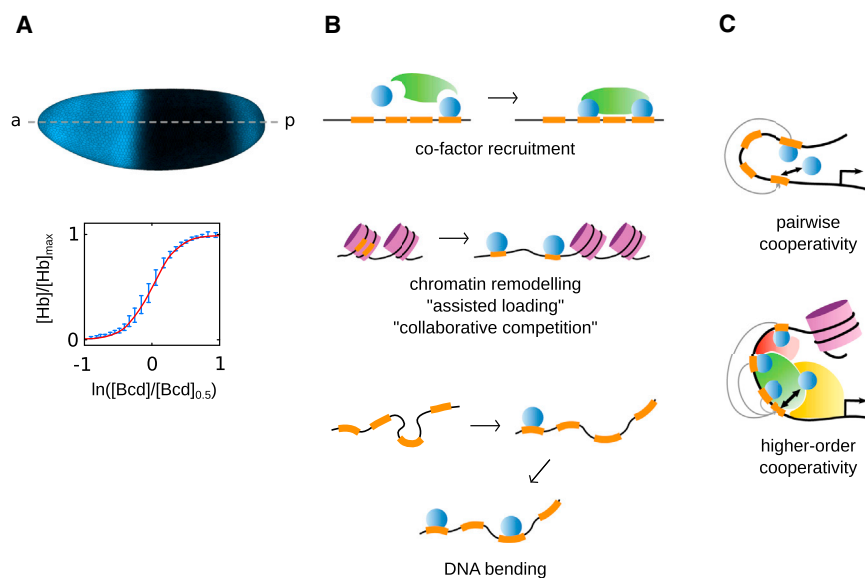 A
a
p
[Hb]/[Hb]max
1
0
-1
0
1
ln([Bcd]/[Bcd]0.5)
B
co-factor recruitment
chromatin remodelling
"assisted loading"
"collaborative competition"
DNA bending
C
pairwise
cooperativity
higher-order
cooperativity